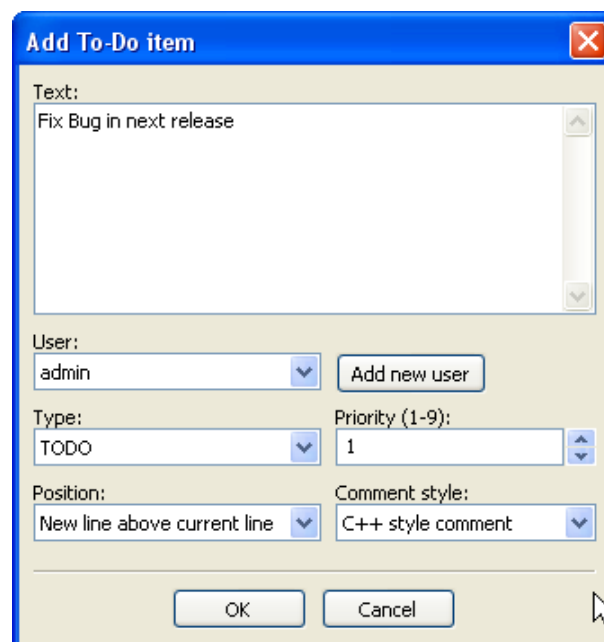 Add To-Do item
Text:
Fix Bug in next release
User:
admin
Add new user
Type:
Priority (1-9):
TODO
1
Position:
Comment style:
New line above current line
C++ style comment
OK
Cancel